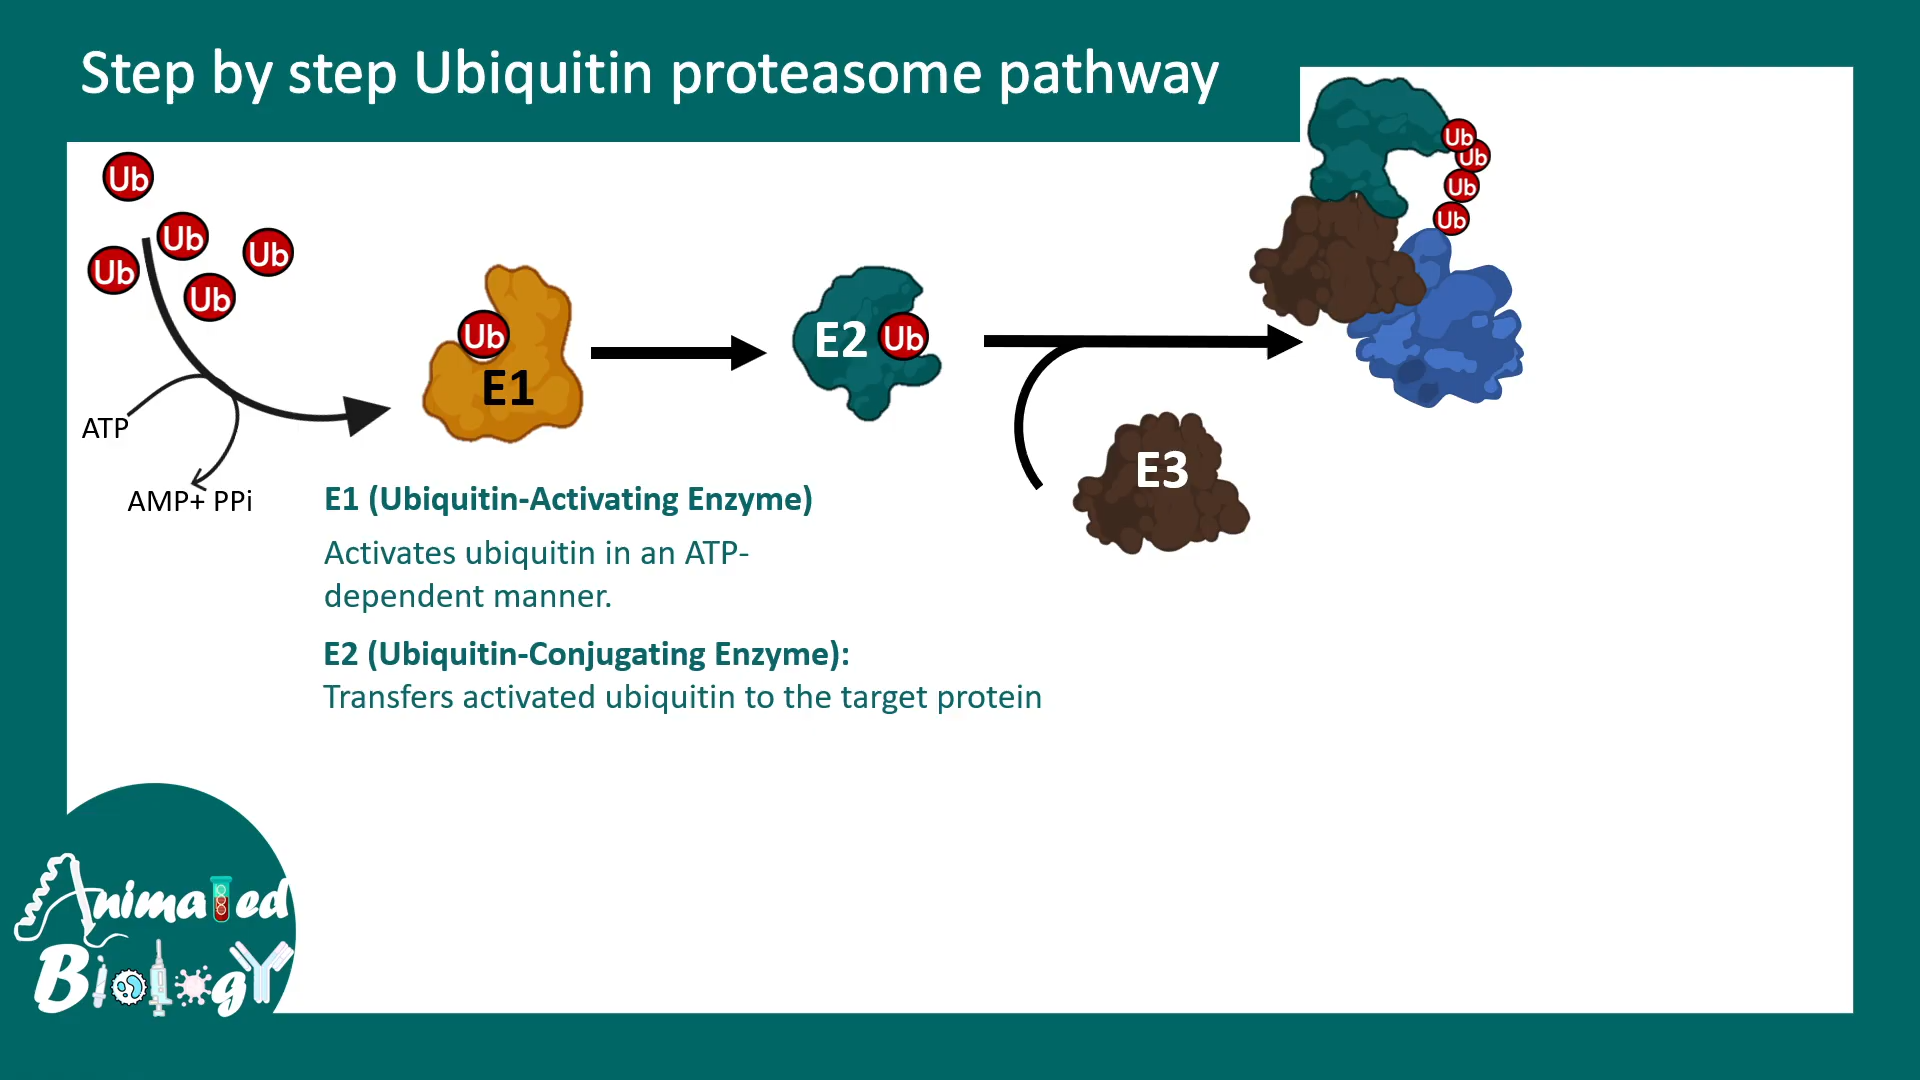 Step by step Ubiquitin proteasome pathway
Ub
Ub
Ub
Ub
Ub
ATP
AMP+ PPi
Ub
E1
E2
Ub
E3
Ub
Ub
Ub
Ub
E1 (Ubiquitin-Activating Enzyme)
Activates ubiquitin in an ATP-
dependent manner.
E2 (Ubiquitin-Conjugating Enzyme):
Transfers activated ubiquitin to the target protein
Animated
Biology